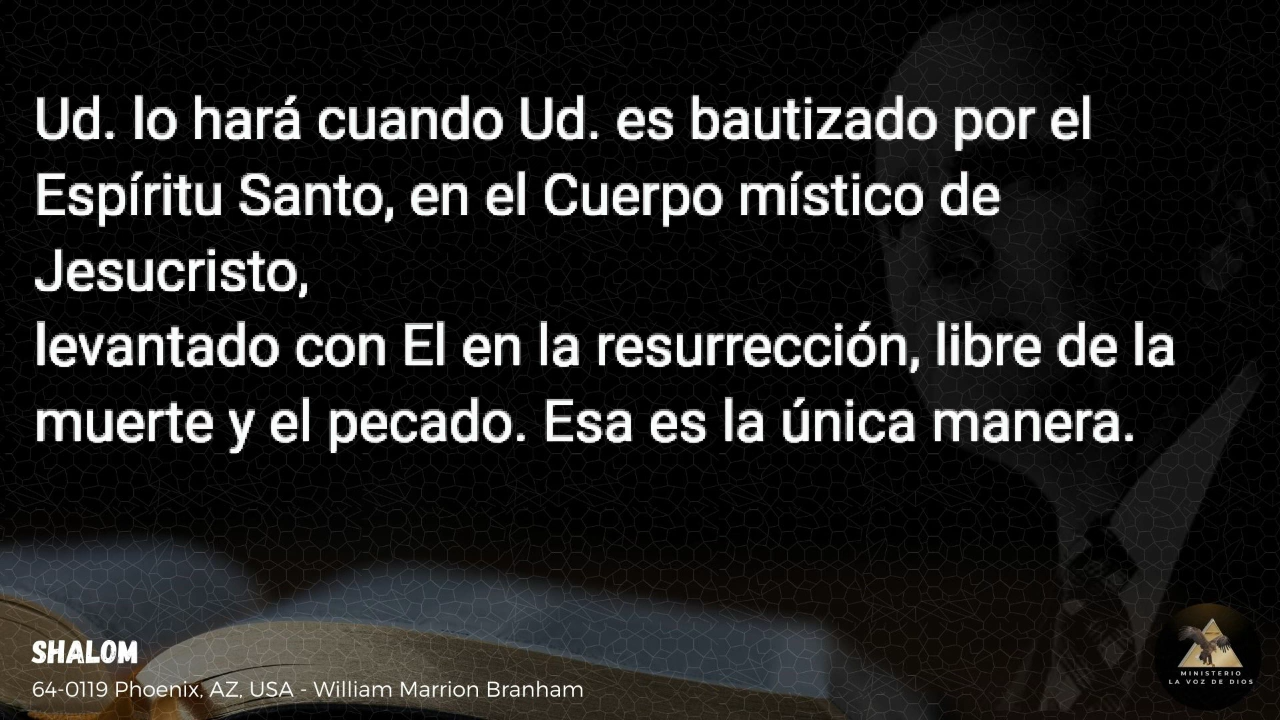 Ud. lo hará cuando Ud. es bautizado por el
Espíritu Santo, en el Cuerpo místico de
Jesucristo,
levantado con El en la resurrección, libre de la
muerte y el pecado. Esa es la única manera.
SHALOM
64-0119 Phoenix, AZ, USA - William Marrion Branham
MINISTERIO
LA VOZ DE DIOS